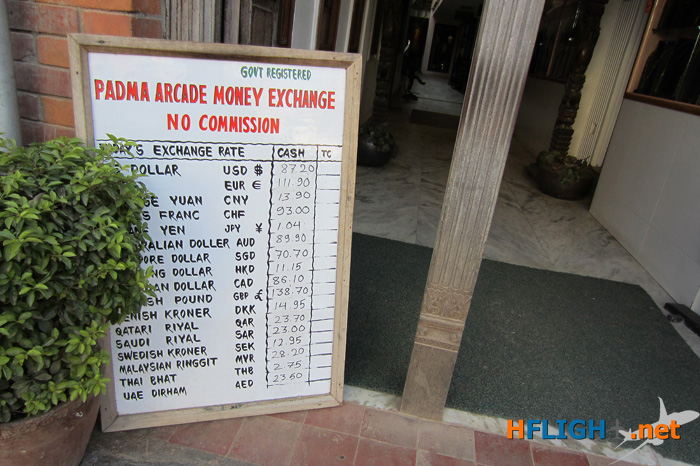 GOVT REGISTERED
PADMA ARCADE MONEY EXCHANGE
NO COMMISSION
EXCHANGE RATE CASH TC
DOLLAR USD $ 87.20
EUR € 111.90
YUAN CNY 13.90
FRANC CHF 93.00
YEN JPY ¥ 1.04
DOLLER AUD 89.90
DOLLAR SGD 70.70
DOLLAR HKD 11.15
DOLLAR CAD 86.10
POUND GBP £ 138.70
KRONER DKK 14.95
QATARI RIYAL QAR 23.70
SAUDI RIYAL SAR 23.00
SWEDISH KRONER SEK 12.95
MALAYSIAN RINGGIT MYR 28.20
THAI BHAT THB 2.75
UAE DIRHAM AED 23.50
HFLIGH.net